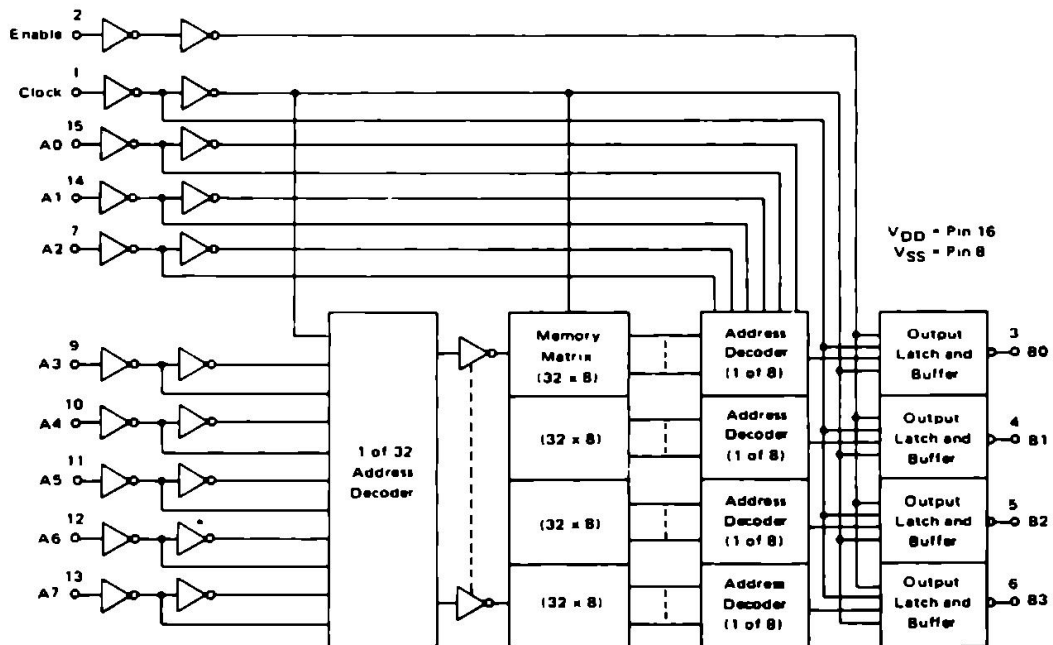 2
Enable
1
Clock
15
A0
14
A1
7
A2
VDD = Pin 16
VSS = Pin 8
9
A3
10
A4
11
A5
12
A6
13
A7
1 of 32
Address
Decoder
Memory
Matrix
(32 x 8)
(32 x 8)
(32 x 8)
(32 x 8)
Address
Decoder
(1 of 8)
Address
Decoder
(1 of 8)
Address
Decoder
(1 of 8)
Address
Decoder
(1 of 8)
Output
Latch and
Buffer
3
B0
Output
Latch and
Buffer
4
B1
Output
Latch and
Buffer
5
B2
Output
Latch and
Buffer
6
B3